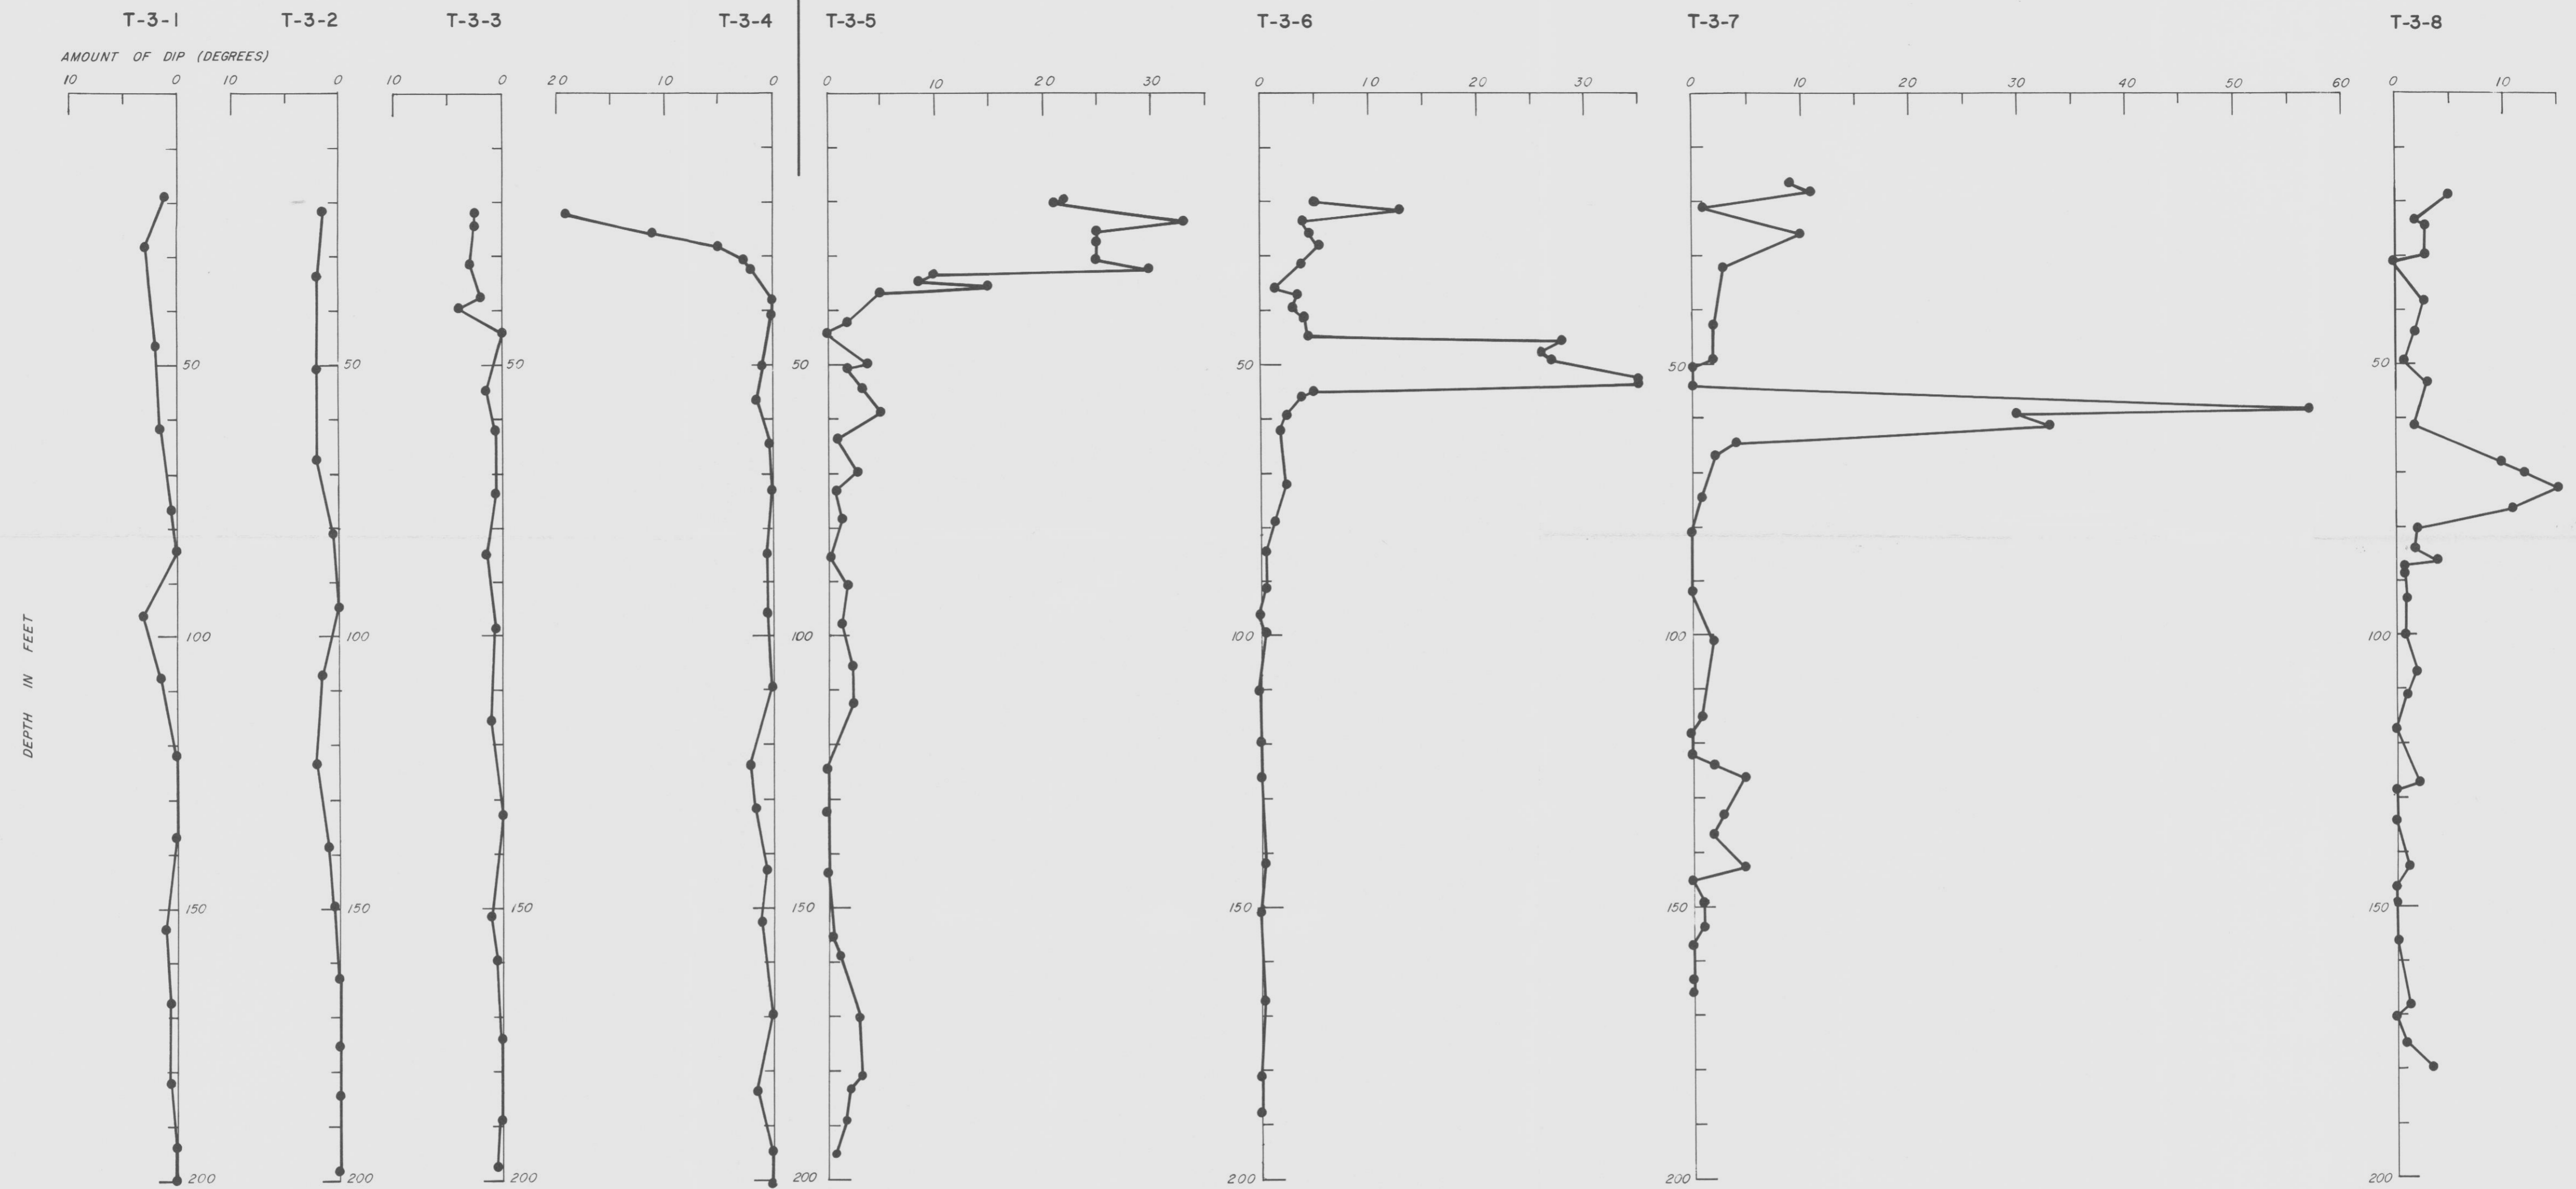 T-3-1 T-3-2 T-3-3 T-3-4 T-3-5 T-3-6 T-3-7 T-3-8
AMOUNT OF DIP (DEGREES)
10 0 10 0 10 0 20 10 0 0 10 20 30 0 10 20 30 0 10 20 30 40 50 60 0 10
50 50 50 50 50 50 50
DEPTH IN FEET
100 100 100 100 100 100
150 150 150 150 150 150 150
200 200 200 200 200 200 200